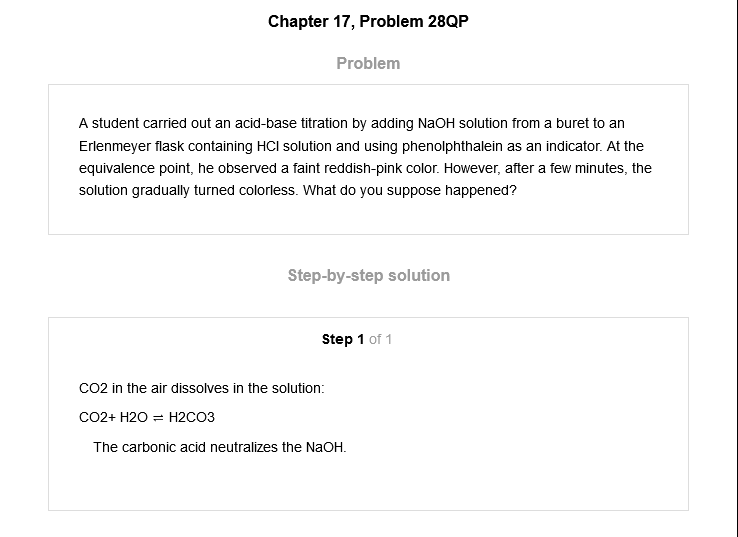 Chapter 17, Problem 28QP
Problem
A student carried out an acid-base titration by adding NaOH solution from a buret to an
Erlenmeyer flask containing HCl solution and using phenolphthalein as an indicator. At the
equivalence point, he observed a faint reddish-pink color. However, after a few minutes, the
solution gradually turned colorless. What do you suppose happened?
Step-by-step solution
Step 1 of 1
CO2 in the air dissolves in the solution:
CO2+ H2O ⇌ H2CO3
The carbonic acid neutralizes the NaOH.